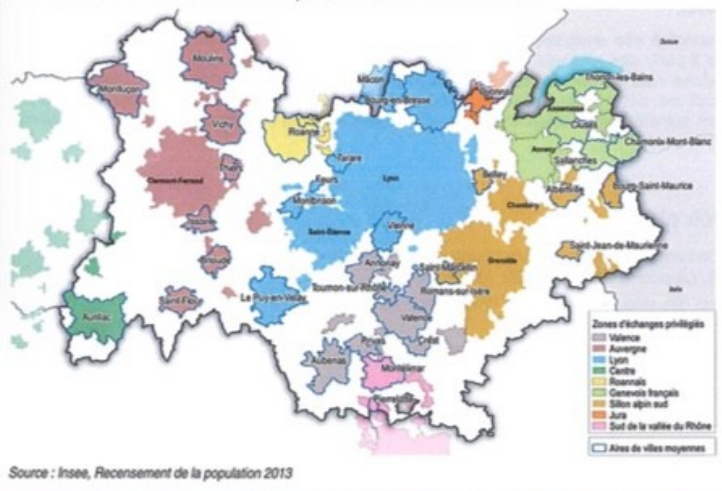 Suisse
Moulins
Montluçon
Mâcon
Bourg-en-Bresse
Oyonnax
Thonon-les-Bains
Annemasse
Vichy
Roanne
Cluses
Chamonix-Mont-Blanc
Annecy
Sallanches
Tarare
Thiers
Clermont-Ferrand
Feurs
Lyon
Belley
Albertville
Bourg-Saint-Maurice
Montbrison
Chambéry
Issoire
Saint-Étienne
Vienne
Saint-Jean-de-Maurienne
Brioude
Annonay
Saint-Marcellin
Grenoble
Tournon-sur-Rhône
Romans-sur-Isère
Italie
Saint-Flour
Le Puy-en-Velay
Aurillac
Valence
Privas
Crest
Aubenas
Montélimar
Pierrelatte
Zones d'échanges privilégiés
Valence
Auvergne
Lyon
Centre
Roannais
Genevois français
Sillon alpin sud
Jura
Sud de la vallée du Rhône
Aires de villes moyennes
Source : Insee, Recensement de la population 2013